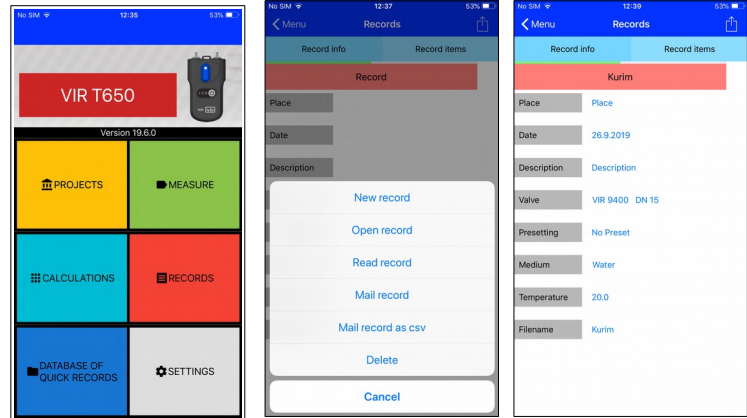 No SIM 12:35 53%
VIR T650
Version 19.6.0
PROJECTS
MEASURE
CALCULATIONS
RECORDS
DATABASE OF
QUICK RECORDS
SETTINGS
No SIM 12:37 53%
Menu Records
Record info Record items
Record
Place
Date
Description
New record
Open record
Read record
Mail record
Mail record as csv
Delete
Cancel
No SIM 12:39 53%
Menu Records
Record info Record items
Kurim
Place Place
Date 26.9.2019
Description Description
Valve VIR 9400 DN 15
Presetting No Preset
Medium Water
Temperature 20.0
Filename Kurim